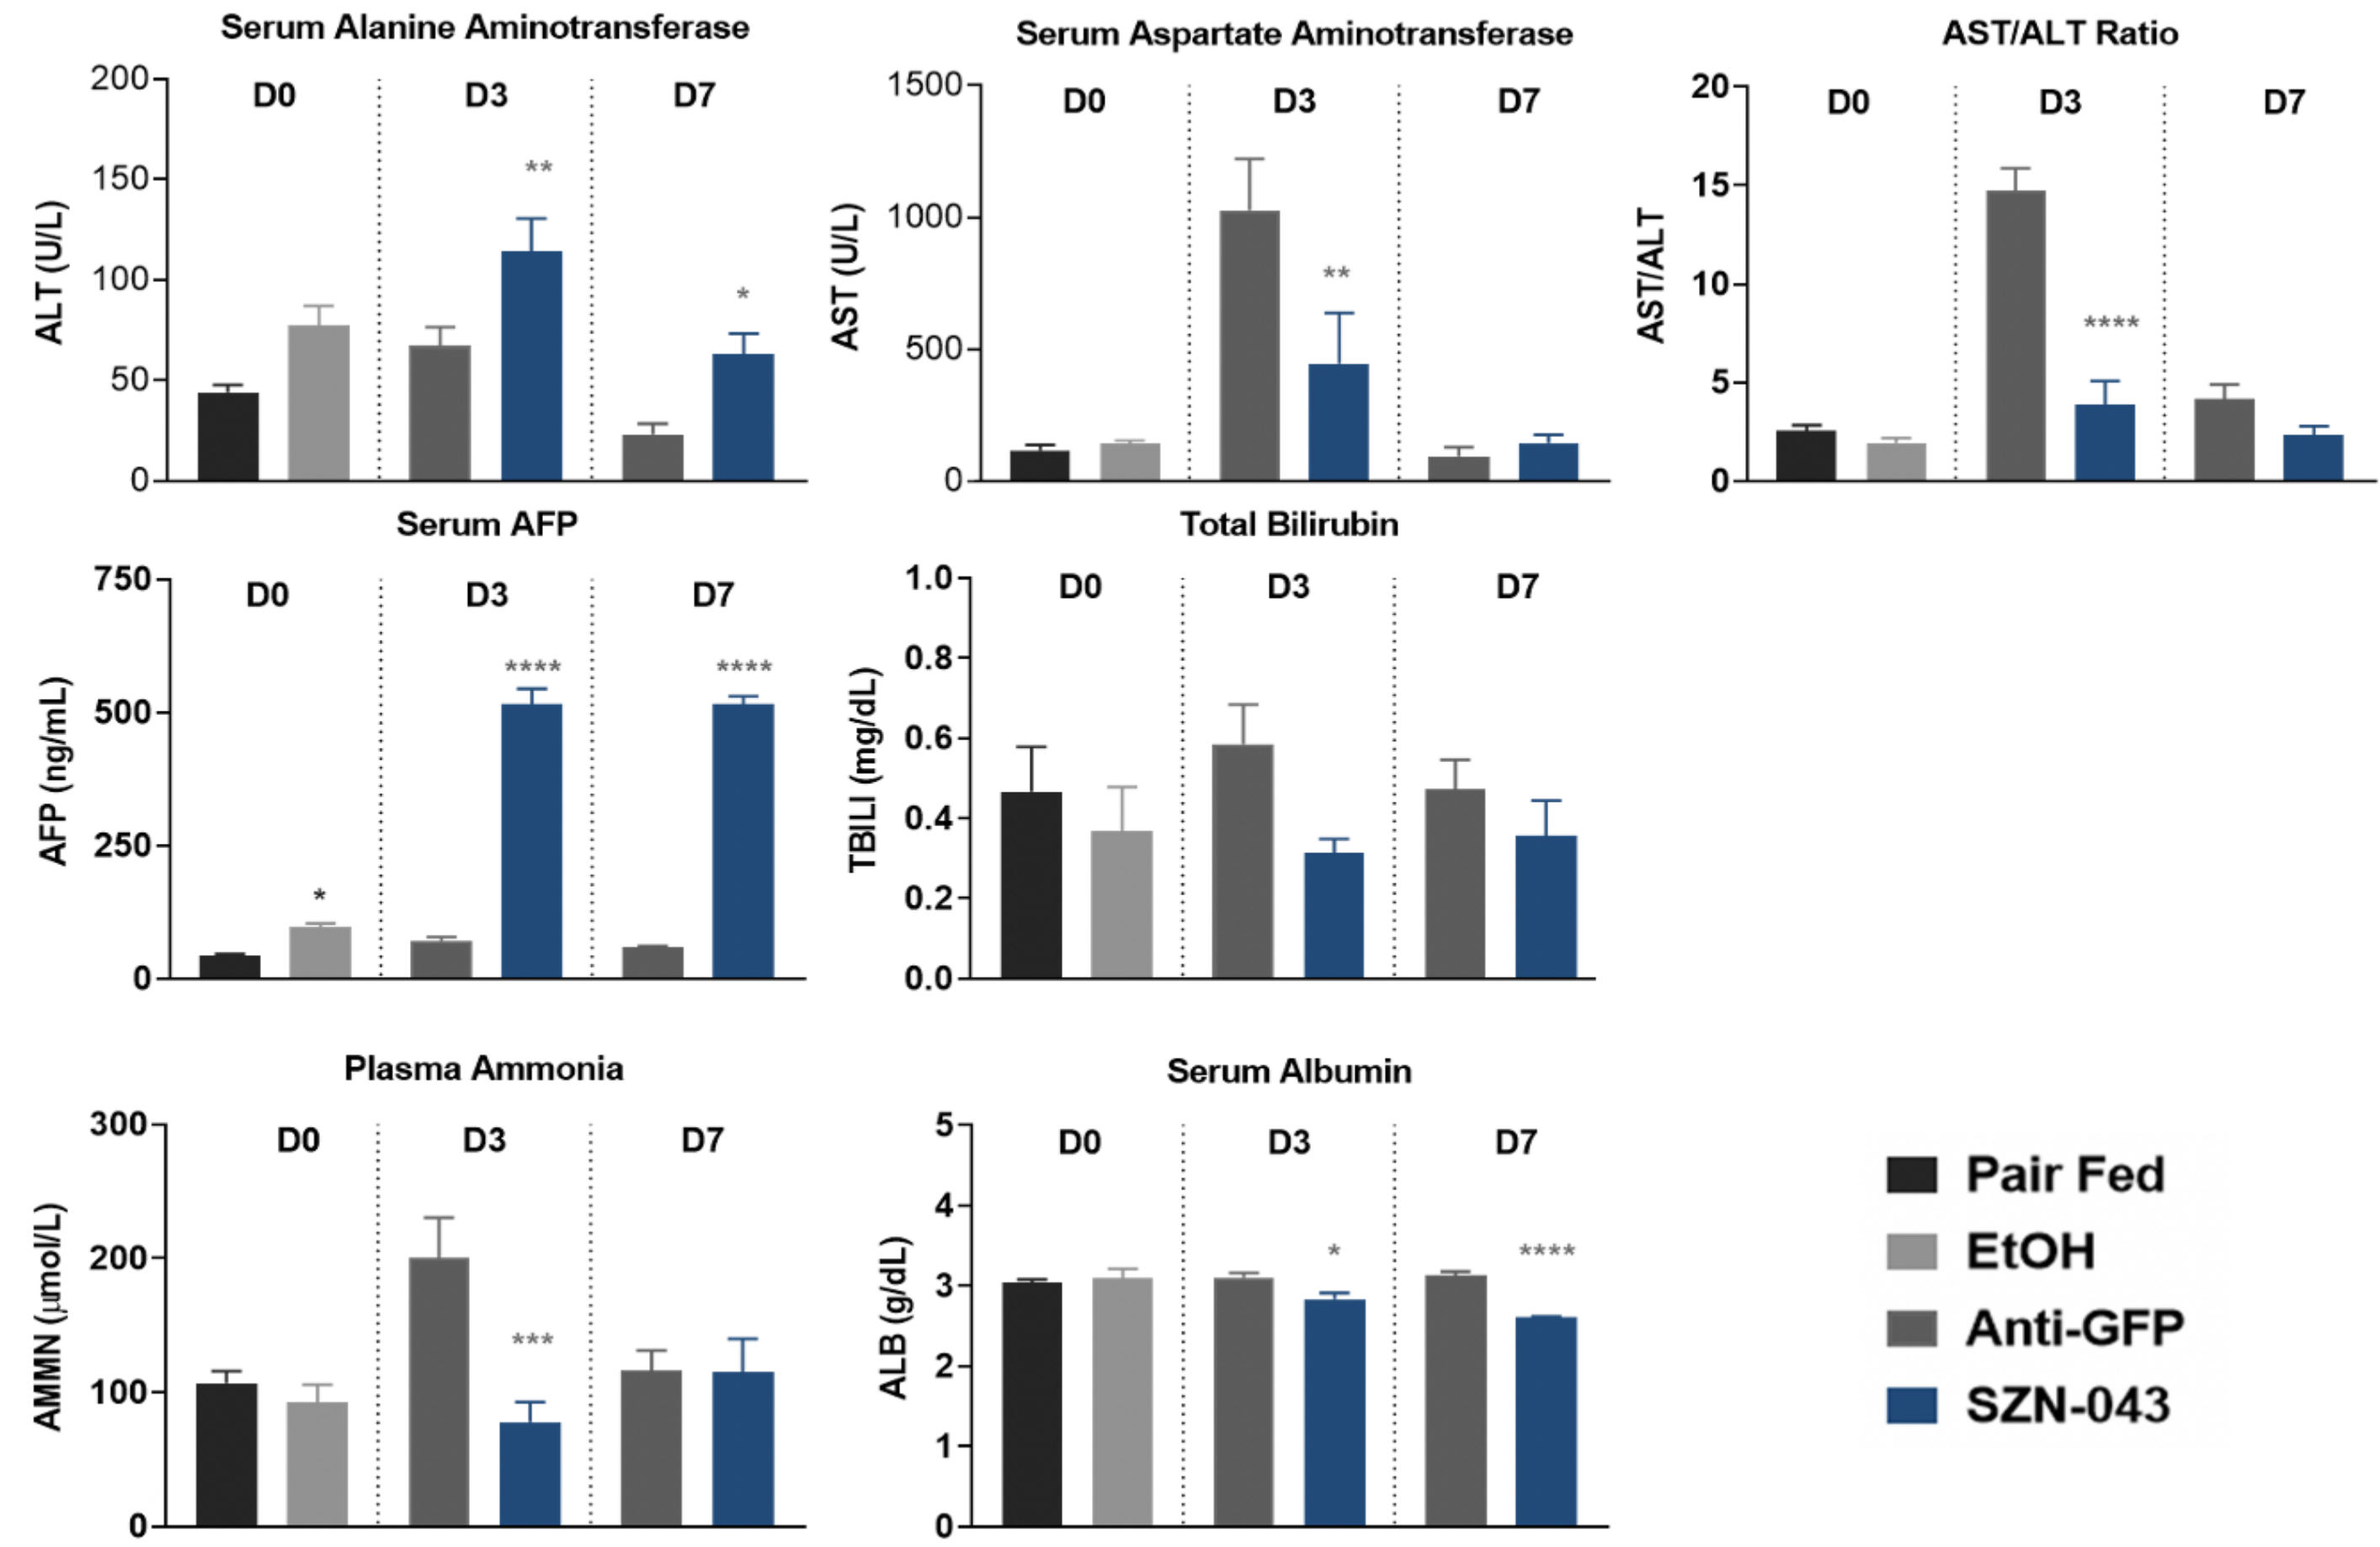 Serum Alanine Aminotransferase
200
150
100
50
0
ALT (U/L)
D0
D3
D7
**
*
Serum Aspartate Aminotransferase
1500
1000
500
0
AST (U/L)
D0
D3
D7
**
AST/ALT Ratio
20
15
10
5
0
AST/ALT
D0
D3
D7
****
Serum AFP
750
500
250
0
AFP (ng/mL)
D0
D3
D7
*
****
****
Total Bilirubin
1.0
0.8
0.6
0.4
0.2
0.0
TBILI (mg/dL)
D0
D3
D7
Plasma Ammonia
300
200
100
0
AMMN (μmol/L)
D0
D3
D7
***
Serum Albumin
5
4
3
2
1
0
ALB (g/dL)
D0
D3
D7
*
****
Pair Fed
EtOH
Anti-GFP
SZN-043